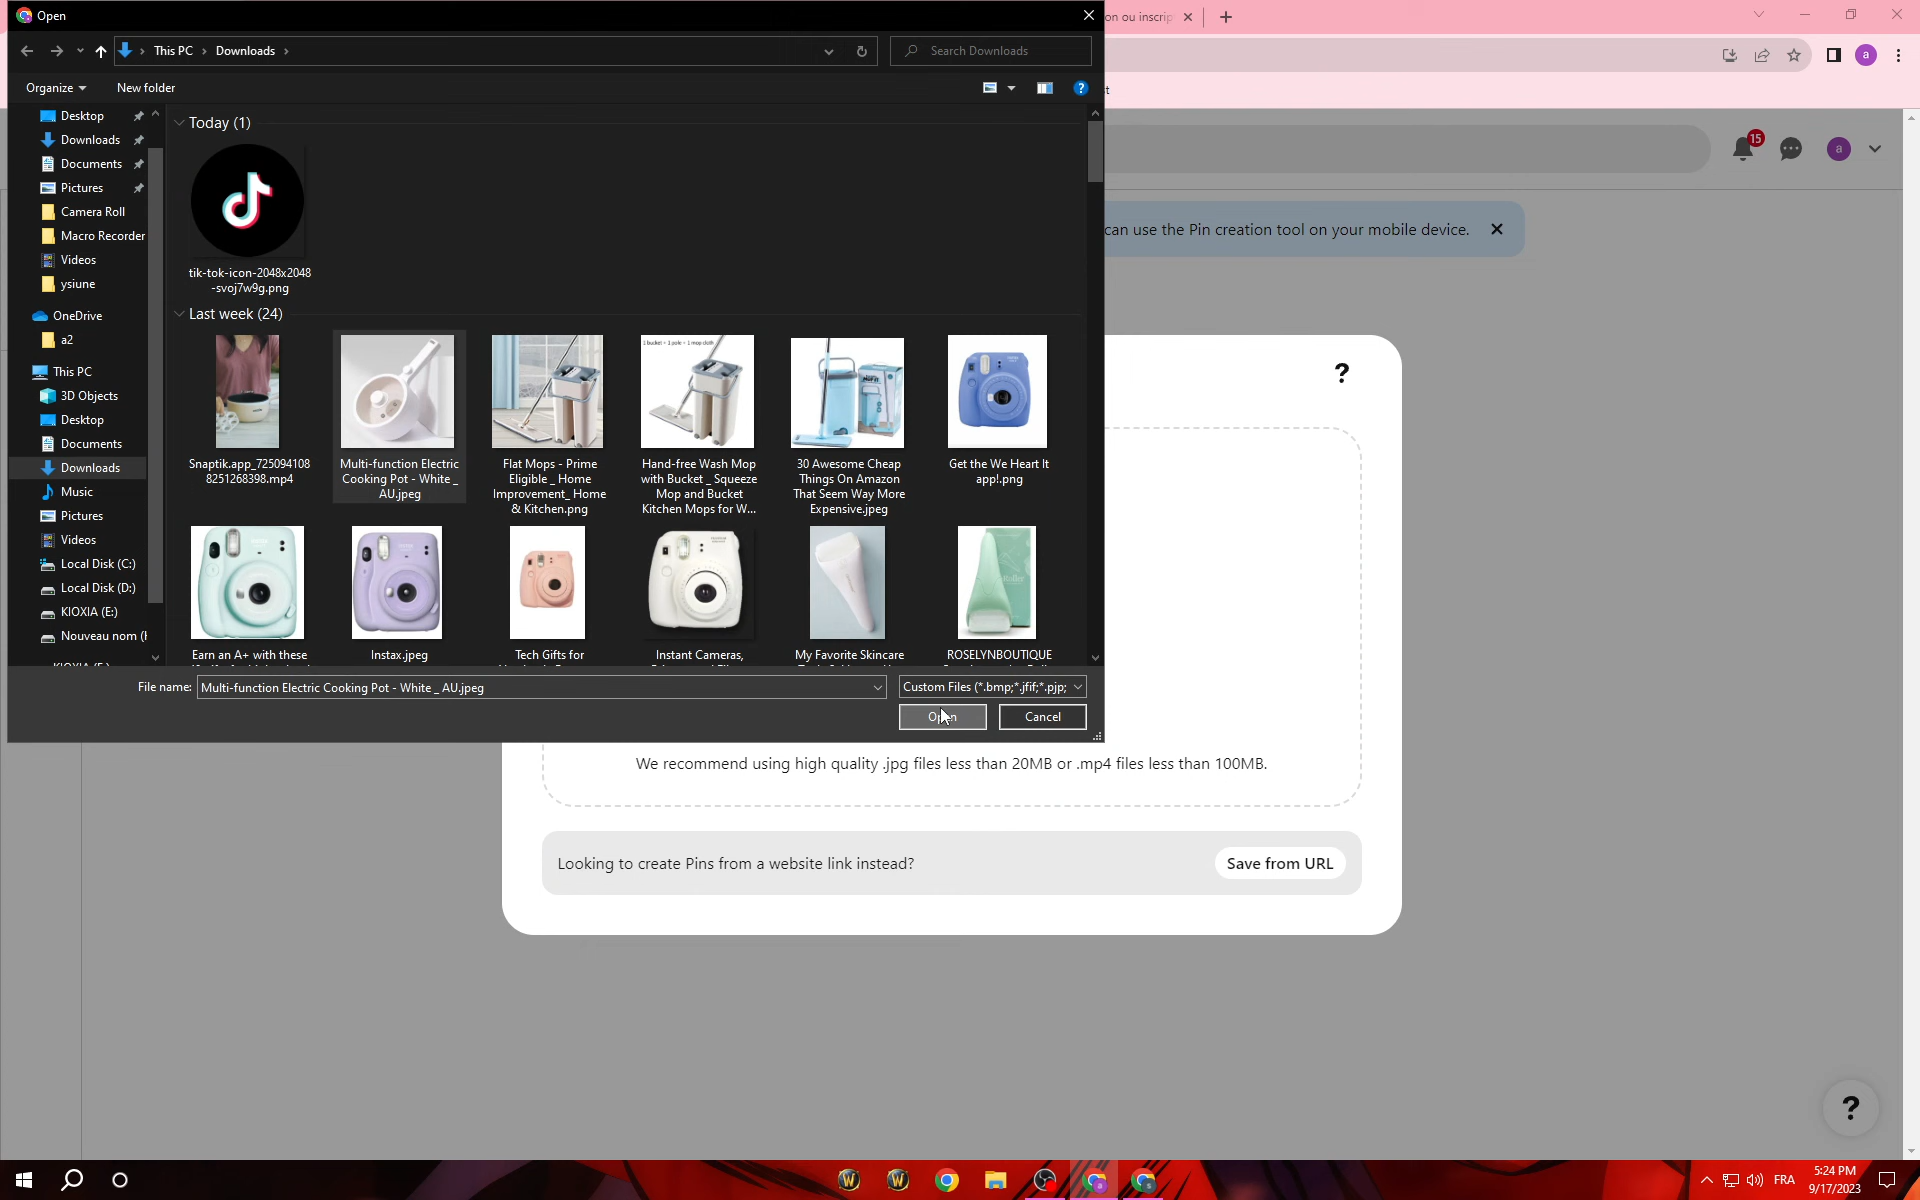 Open
on ou inscrip
This PC
Downloads
Search Downloads
Organize
New folder
Desktop
Downloads
Documents
Pictures
Camera Roll
Macro Recorder
Videos
ysiune
OneDrive
a2
This PC
3D Objects
Desktop
Documents
Downloads
Music
Pictures
Videos
Local Disk (C:)
Local Disk (D:)
KIOXIA (E:)
Nouveau nom (
Today (1)
tik-tok-icon-2048x2048
-svoj7w9g.png
Last week (24)
Snaptik.app_725094108
8251268398.mp4
Multi-function Electric
Cooking Pot - White _
AU.jpeg
Flat Mops - Prime
Eligible _ Home
Improvement_ Home
& Kitchen.png
1 bucket + 1 pole + 1 mop cloth
Hand-free Wash Mop
with Bucket _ Squeeze
Mop and Bucket
Kitchen Mops for W...
30 Awesome Cheap
Things On Amazon
That Seem Way More
Expensive.jpeg
Get the We Heart It
app!.png
Earn an A+ with these
Instax.jpeg
Tech Gifts for
Instant Cameras,
My Favorite Skincare
ROSELYNBOUTIQUE
File name:
Multi-function Electric Cooking Pot - White _ AU.jpeg
Custom Files (*.bmp;*.jfif;*.pjp;
Open
Cancel
a
15
a
can use the Pin creation tool on your mobile device.
?
We recommend using high quality .jpg files less than 20MB or .mp4 files less than 100MB.
Looking to create Pins from a website link instead?
Save from URL
?
FRA
5:24 PM
9/17/2023